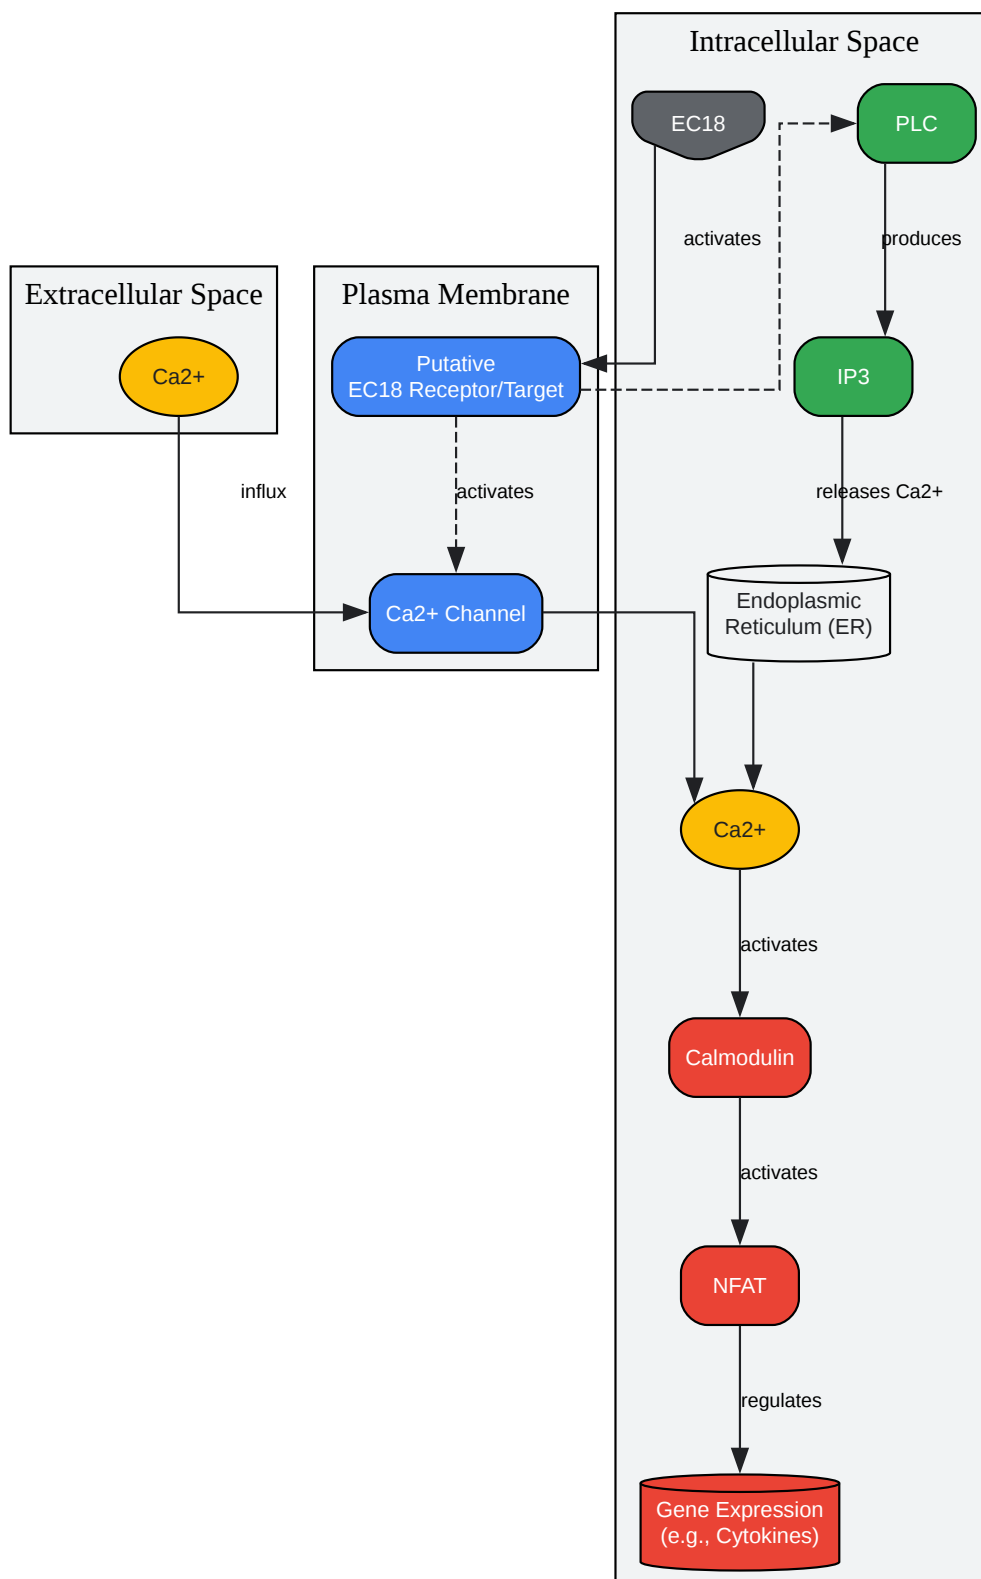 Intracellular Space
EC18
PLC
activates
produces
Extracellular Space
Plasma Membrane
Ca2+
Putative
EC18 Receptor/Target
IP3
influx
activates
releases Ca2+
Ca2+ Channel
Endoplasmic
Reticulum (ER)
Ca2+
activates
Calmodulin
activates
NFAT
regulates
Gene Expression
(e.g., Cytokines)